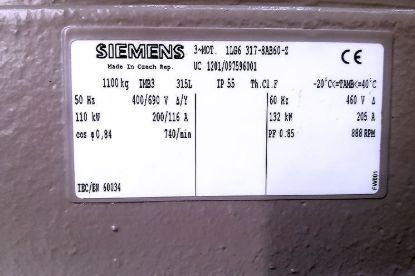 SIEMENS 3~MOT. 1LG6 317-8AB60-Z CE
Made In Czech Rep. UC 1201/097596001
1100kg IMB3 315L IP 55 Th.Cl.F -20°C<=TAMB<=40°C
50 Hz 400/690 V Δ/Y 60 Hz 460 V Δ
110 kW 200/116 A 132 kW 205 A
cos φ 0,84 740/min PF 0.85 888 RPM
IEC/EN 60034